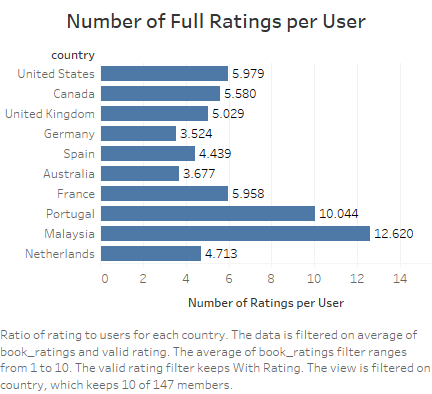 Number of Full Ratings per User
country
United States 5.979
Canada 5.580
United Kingdom 5.029
Germany 3.524
Spain 4.439
Australia 3.677
France 5.958
Portugal 10.044
Malaysia 12.620
Netherlands 4.713
0 2 4 6 8 10 12 14
Number of Ratings per User
Ratio of rating to users for each country. The data is filtered on average of
book_ratings and valid rating. The average of book_ratings filter ranges
from 1 to 10. The valid rating filter keeps With Rating. The view is filtered on
country, which keeps 10 of 147 members.